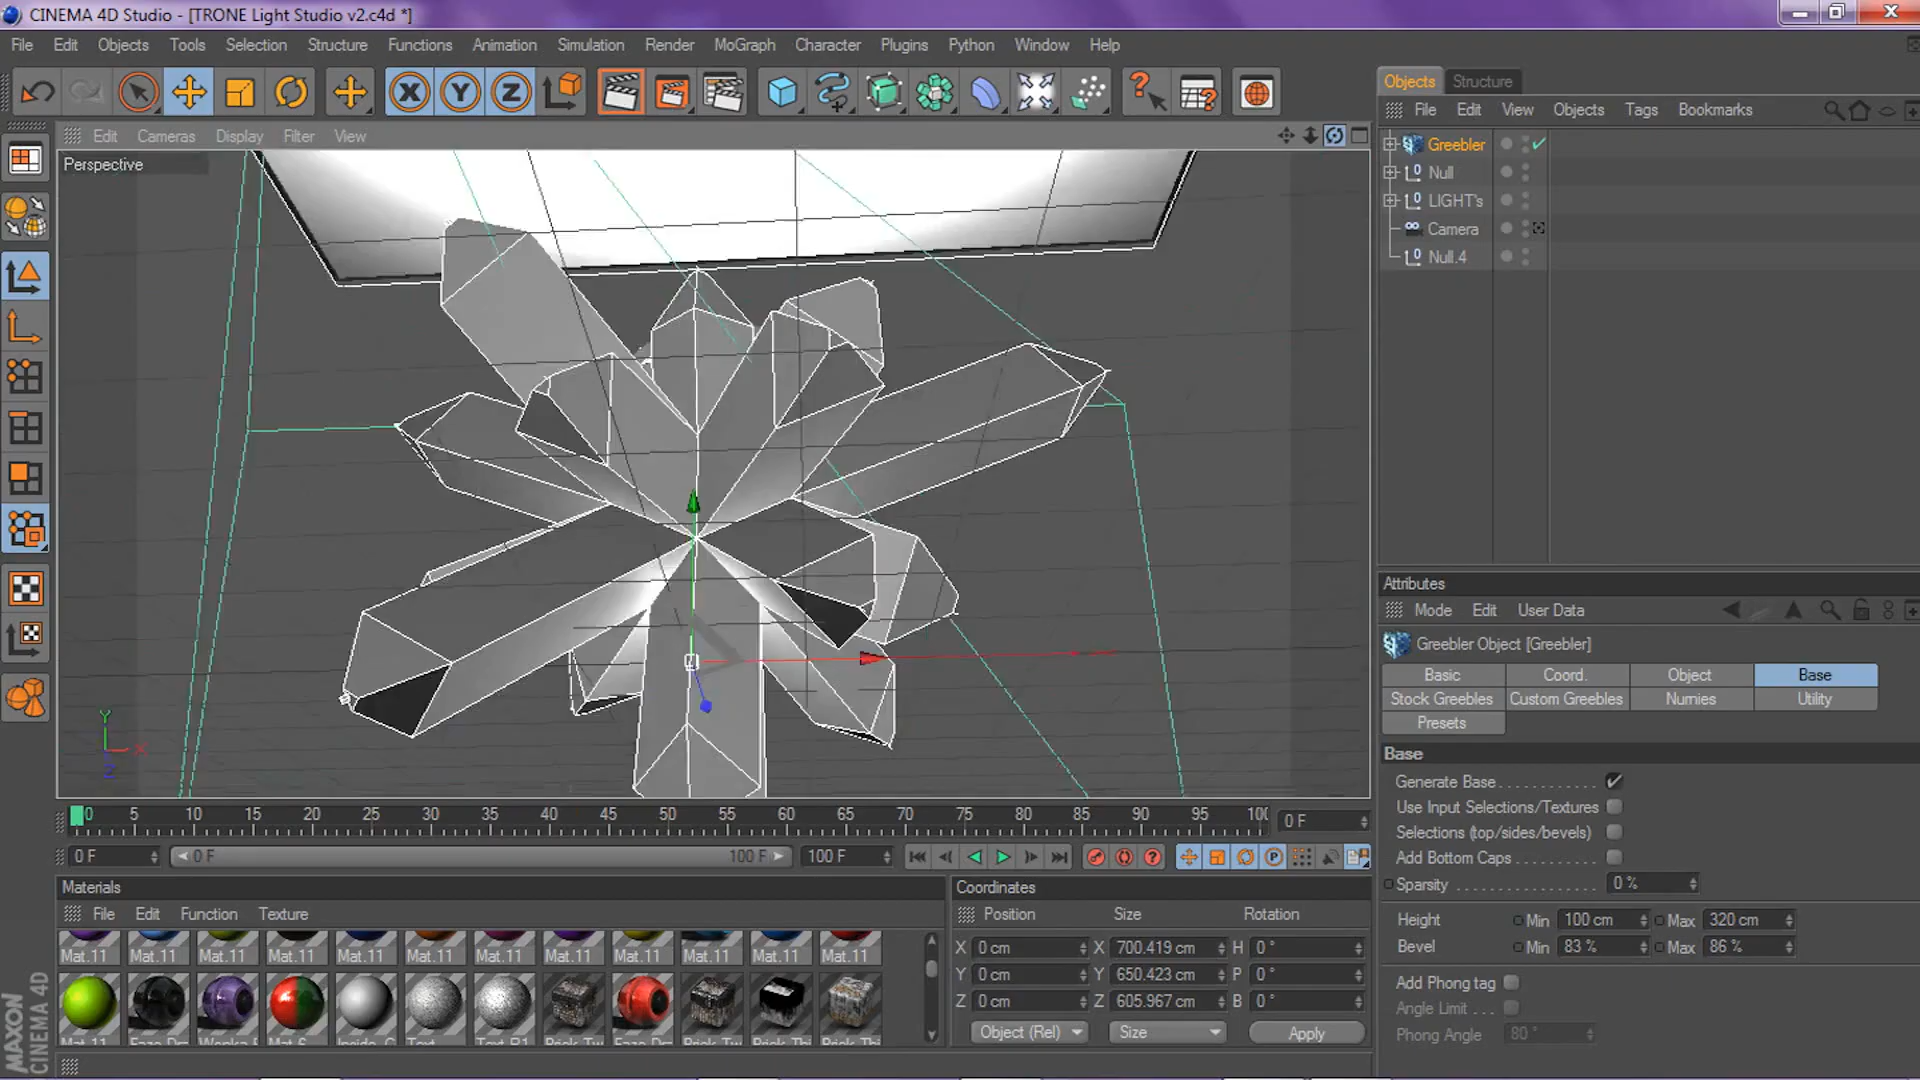 CINEMA 4D Studio - [TRONE Light Studio v2.c4d *]
File Edit Objects Tools Selection Structure Functions Animation Simulation Render MoGraph Character Plugins Python Window Help
X Y Z
Edit Cameras Display Filter View
Perspective
Y
X
Z
Objects Structure
File Edit View Objects Tags Bookmarks
Greebler
Null
LIGHT's
Camera
Null.4
Attributes
Mode Edit User Data
Greebler Object [Greebler]
Basic Coord. Object Base
Stock Greebles Custom Greebles Nurnies Utility
Presets
Base
Generate Base
Use Input Selections/Textures
Selections (top/sides/bevels)
Add Bottom Caps
Sparsity 0 %
Height Min 100 cm Max 320 cm
Bevel Min 83 % Max 86 %
Add Phong tag
Angle Limit
Phong Angle 80 °
0 5 10 15 20 25 30 35 40 45 50 55 60 65 70 75 80 85 90 95 0 F
0 F 0 F 100 F 100 F
Materials
File Edit Function Texture
Mat.11 Mat.11 Mat.11 Mat.11 Mat.11 Mat.11 Mat.11 Mat.11 Mat.11 Mat.11 Mat.11 Mat.11
Coordinates
Position Size Rotation
X 0 cm X 700.419 cm H 0 °
Y 0 cm Y 650.423 cm P 0 °
Z 0 cm Z 605.967 cm B 0 °
Object (Rel) Size Apply
MAXON
CINEMA 4D